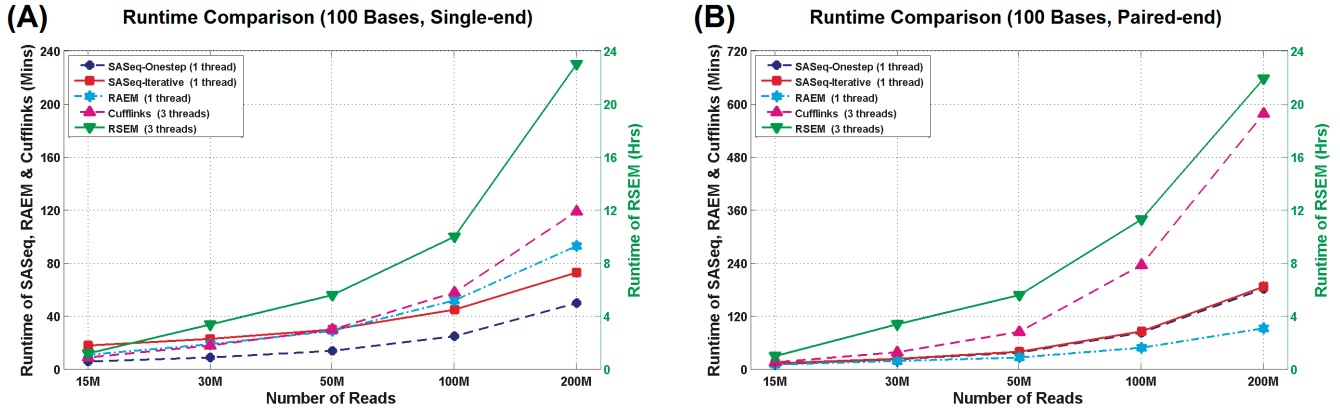 (A)
Runtime Comparison (100 Bases, Single-end)
Runtime of SASeq, RAEM & Cufflinks (Mins)
240
200
160
120
80
40
0
SASeq-Onestep (1 thread)
SASeq-Iterative (1 thread)
RAEM (1 thread)
Cufflinks (3 threads)
RSEM (3 threads)
24
20
16
12
8
4
0
Runtime of RSEM (Hrs)
15M 30M 50M 100M 200M
Number of Reads
(B)
Runtime Comparison (100 Bases, Paired-end)
Runtime of SASeq, RAEM & Cufflinks (Mins)
720
600
480
360
240
120
0
SASeq-Onestep (1 thread)
SASeq-Iterative (1 thread)
RAEM (1 thread)
Cufflinks (3 threads)
RSEM (3 threads)
24
20
16
12
8
4
0
Runtime of RSEM (Hrs)
15M 30M 50M 100M 200M
Number of Reads